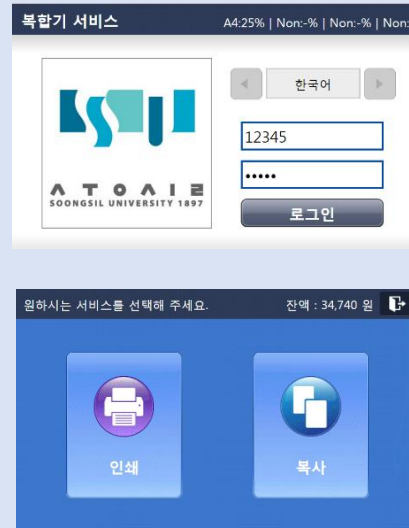 복합기 서비스 A4:25% | Non:-% | Non:-% | Non:
한국어
12345
•••••
로그인
SOONGSIL UNIVERSITY 1897
원하시는 서비스를 선택해 주세요. 잔액 : 34,740 원
인쇄 복사